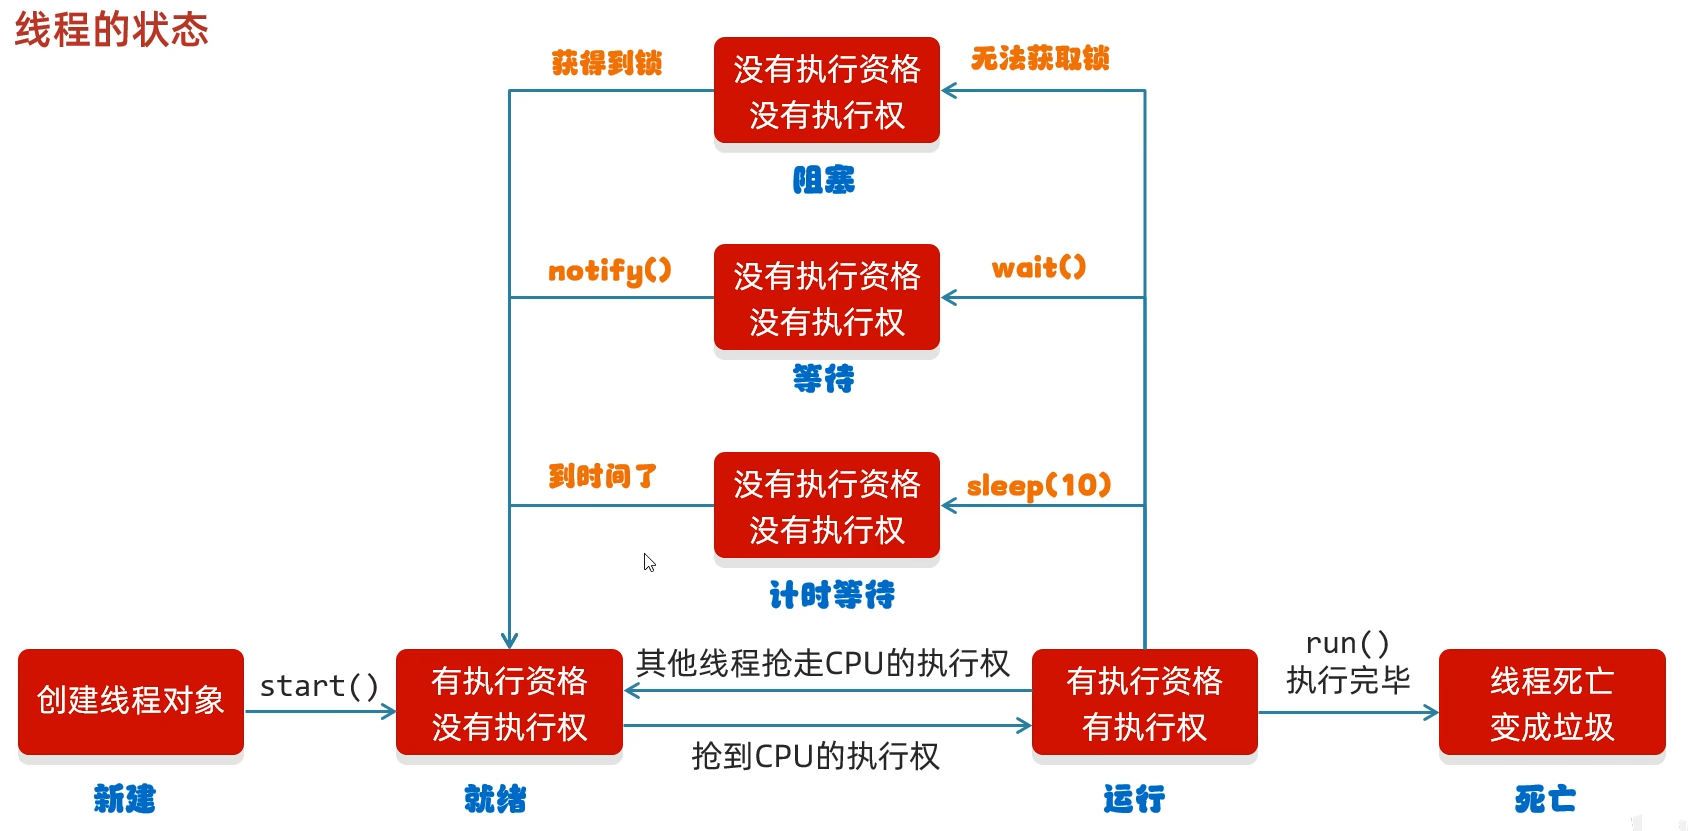 线程的状态
获得到锁
没有执行资格
没有执行权
无法获取锁
阻塞
notify()
没有执行资格
没有执行权
wait()
等待
到时间了
没有执行资格
没有执行权
sleep(10)
计时等待
创建线程对象
start()
有执行资格
没有执行权
其他线程抢走CPU的执行权
抢到CPU的执行权
有执行资格
有执行权
run()
执行完毕
线程死亡
变成垃圾
新建
就绪
运行
死亡